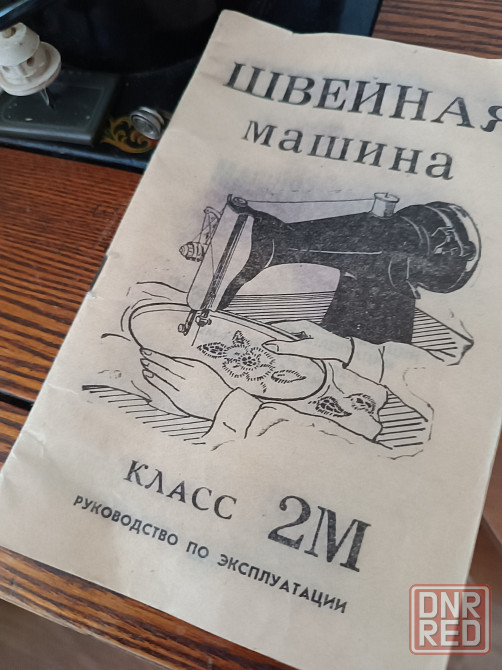 ШВЕЙНАЯ
машина
КЛАСС 2М
РУКОВОДСТВО ПО ЭКСПЛУАТАЦИИ
DNR
RED